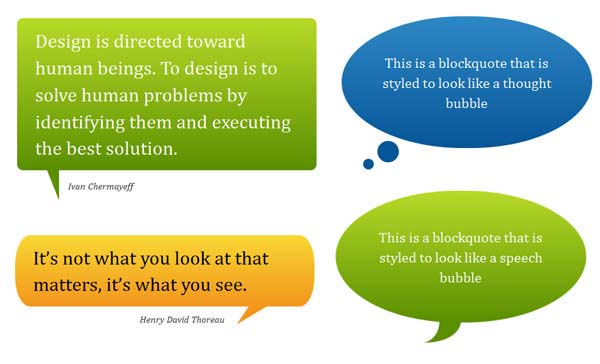 Design is directed toward
human beings. To design is to
solve human problems by
identifying them and executing
the best solution.
Ivan Chermayeff
This is a blockquote that is
styled to look like a thought
bubble
It’s not what you look at that
matters, it’s what you see.
Henry David Thoreau
This is a blockquote that is
styled to look like a speech
bubble